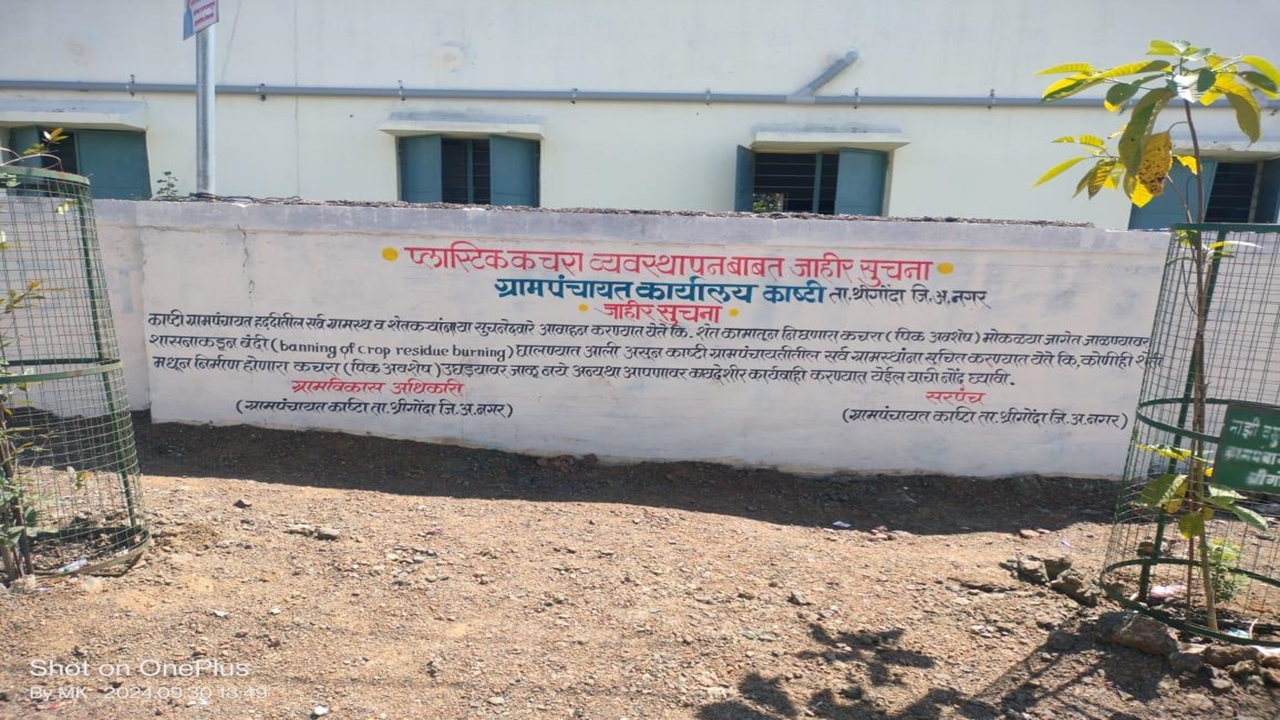 प्लास्टिक कचरा व्यवस्थापन बाबत जाहीर सुचना
ग्रामपंचायत कार्यालय काष्टी ता.श्रीगोंदा जि.अ.नगर
जाहीर सुचना
काष्टी ग्रामपंचायत हद्दीतील सर्व ग्रामस्थ व शेतकऱ्यांना या सुचनेद्वारे आवाहन करण्यात येते कि. शेत कामातून निघणारा कचरा (पिक अवशेष) मोकळ्या जागेत जाळण्यावर
शासनाकडून बंदी (banning of crop residue burning) घालण्यात आली असून काष्टी ग्रामपंचायतीतील सर्व ग्रामस्थांना सुचित करण्यात येते कि, कोणीही शेती
मधून निर्माण होणारा कचरा (पिक अवशेष) उघड्यावर जाळू नये अन्यथा आपणावर कायदेशीर कार्यवाही करण्यात येईल याची नोंद घ्यावी.
ग्रामविकास अधिकारी
सरपंच
(ग्रामपंचायत काष्टि ता.श्रीगोंदा जि.अ.नगर)
(ग्रामपंचायत काष्टि ता.श्रीगोंदा जि.अ.नगर)
माझी
Shot on OnePlus
By MK 2024.09.30 13:49